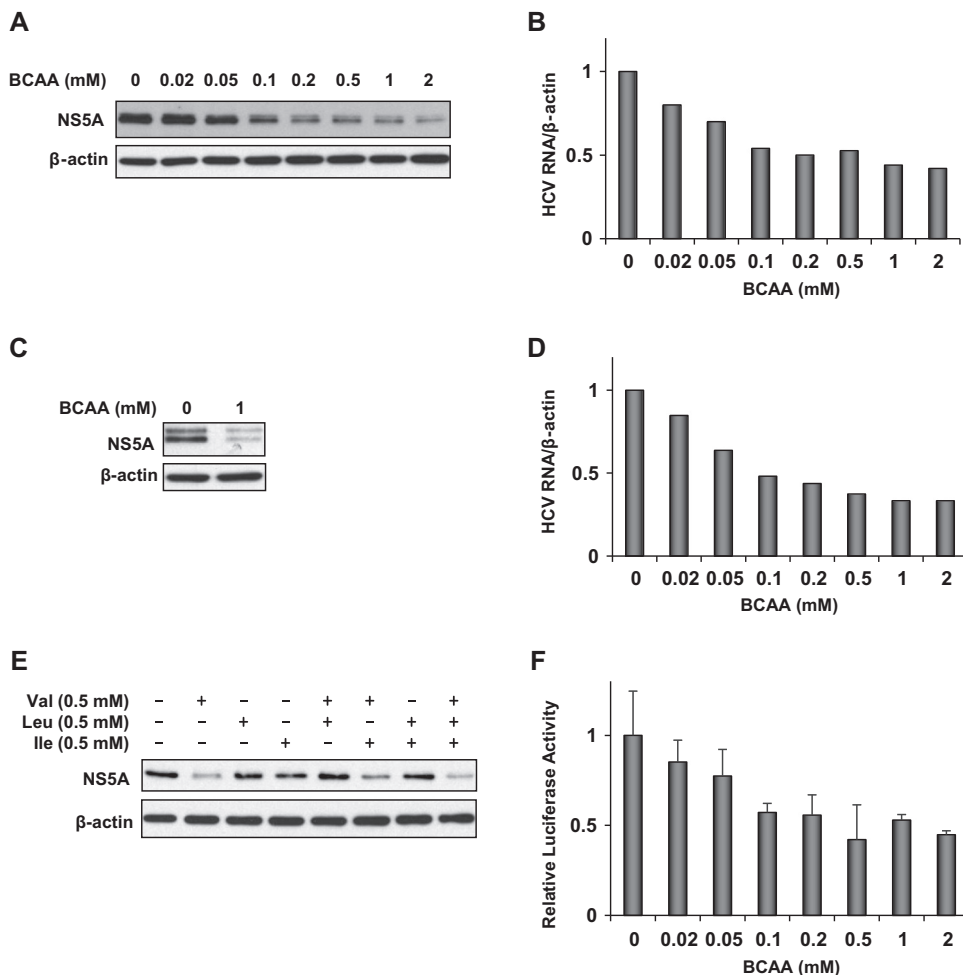 A
BCAA (mM) 0 0.02 0.05 0.1 0.2 0.5 1 2
NS5A
β-actin
B
HCV RNA/β-actin
1
0.5
0
0 0.02 0.05 0.1 0.2 0.5 1 2
BCAA (mM)
C
BCAA (mM) 0 1
NS5A
β-actin
D
HCV RNA/β-actin
1
0.5
0
0 0.02 0.05 0.1 0.2 0.5 1 2
BCAA (mM)
E
Val (0.5 mM) – + – – + + – +
Leu (0.5 mM) – – + – + – + +
Ile (0.5 mM) – – – + – + + +
NS5A
β-actin
F
Relative Luciferase Activity
1
0.5
0
0 0.02 0.05 0.1 0.2 0.5 1 2
BCAA (mM)